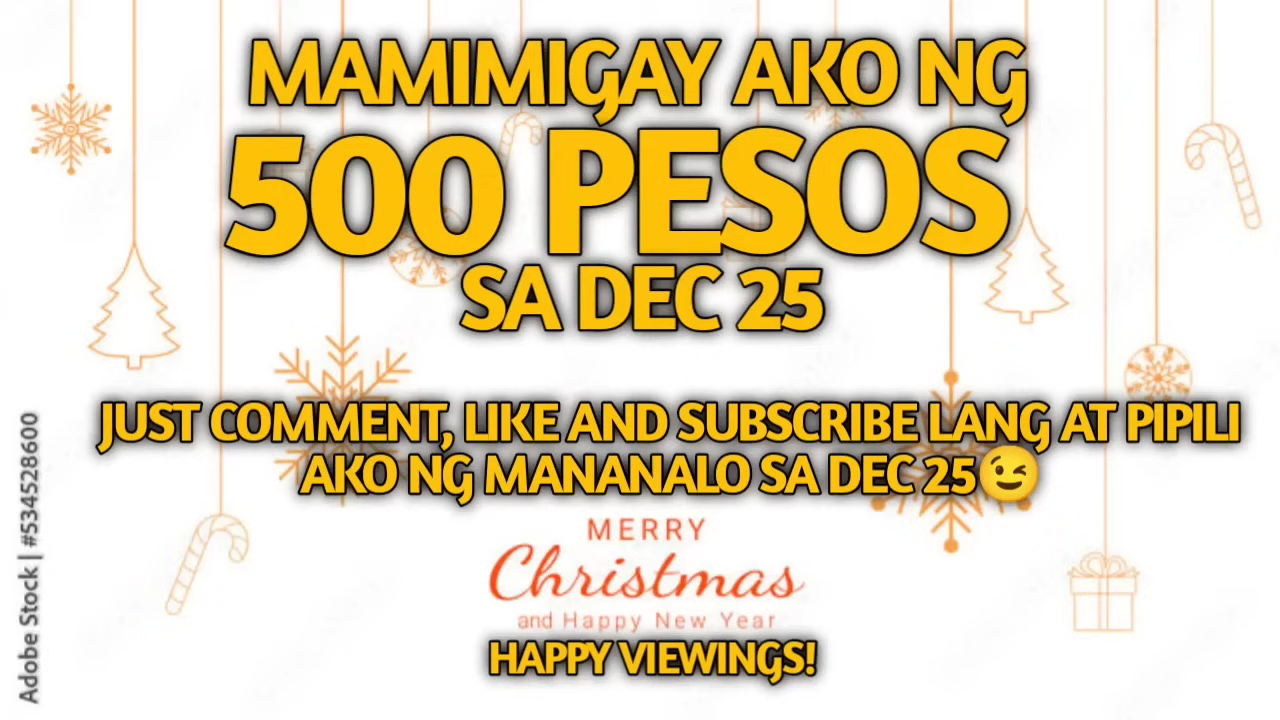 MAMIMIGAY AKO NG
500 PESOS
SA DEC 25
JUST COMMENT, LIKE AND SUBSCRIBE LANG AT PIPILI
AKO NG MANANALO SA DEC 25😉
MERRY
Christmas
and Happy New Year
HAPPY VIEWINGS!
Adobe Stock | #534528600